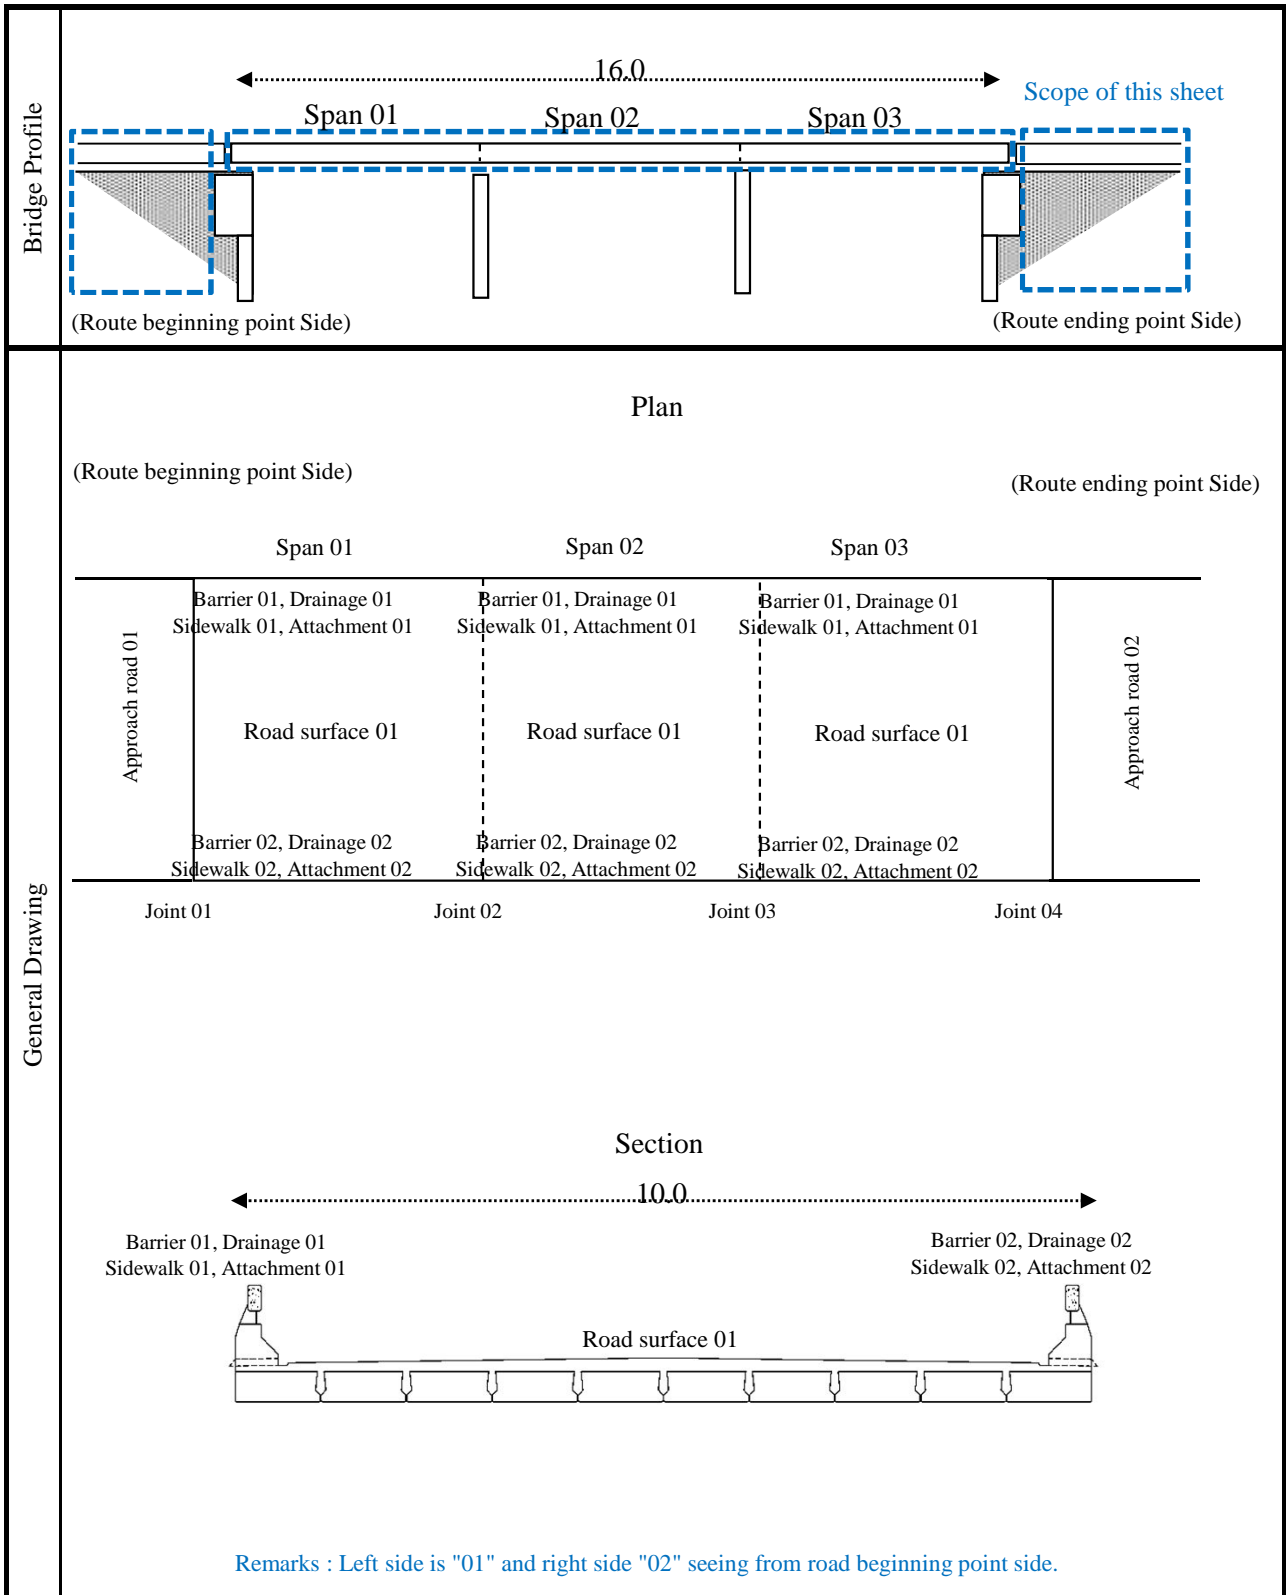 Bridge Profile
16.0
Scope of this sheet
Span 01
Span 02
Span 03
(Route beginning point Side)
(Route ending point Side)
General Drawing
Plan
(Route beginning point Side)
(Route ending point Side)
Span 01
Span 02
Span 03
Barrier 01, Drainage 01
Sidewalk 01, Attachment 01
Barrier 01, Drainage 01
Sidewalk 01, Attachment 01
Barrier 01, Drainage 01
Sidewalk 01, Attachment 01
Approach road 01
Road surface 01
Road surface 01
Road surface 01
Approach road 02
Barrier 02, Drainage 02
Sidewalk 02, Attachment 02
Barrier 02, Drainage 02
Sidewalk 02, Attachment 02
Barrier 02, Drainage 02
Sidewalk 02, Attachment 02
Joint 01
Joint 02
Joint 03
Joint 04
Section
10.0
Barrier 01, Drainage 01
Sidewalk 01, Attachment 01
Barrier 02, Drainage 02
Sidewalk 02, Attachment 02
Road surface 01
Remarks : Left side is "01" and right side "02" seeing from road beginning point side.